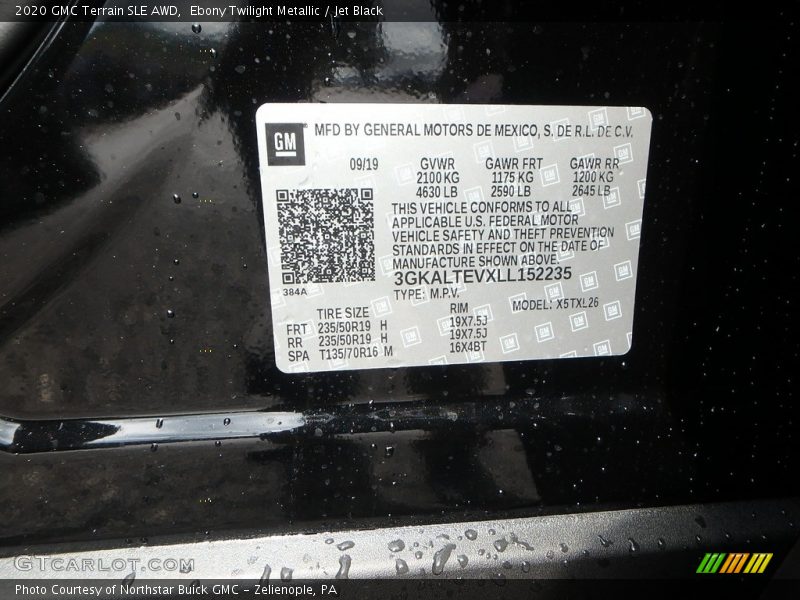 2020 GMC Terrain SLE AWD, Ebony Twilight Metallic / Jet Black
GM MFD BY GENERAL MOTORS DE MEXICO, S. DE R.L. DE C.V.
09/19 GVWR GAWR FRT GAWR RR
2100 KG 1175 KG 1200 KG
4630 LB 2590 LB 2645 LB
THIS VEHICLE CONFORMS TO ALL
APPLICABLE U.S. FEDERAL MOTOR
VEHICLE SAFETY AND THEFT PREVENTION
STANDARDS IN EFFECT ON THE DATE OF
MANUFACTURE SHOWN ABOVE.
3GKALTEVXLL152235
384A
TYPE: M.P.V. MODEL: X5TXL26
TIRE SIZE RIM
FRT 235/50R19 H 19X7.5J
RR 235/50R19 H 19X7.5J
SPA T135/70R16 M 16X4BT
GTCARLOT.COM
Photo Courtesy of Northstar Buick GMC - Zelienople, PA